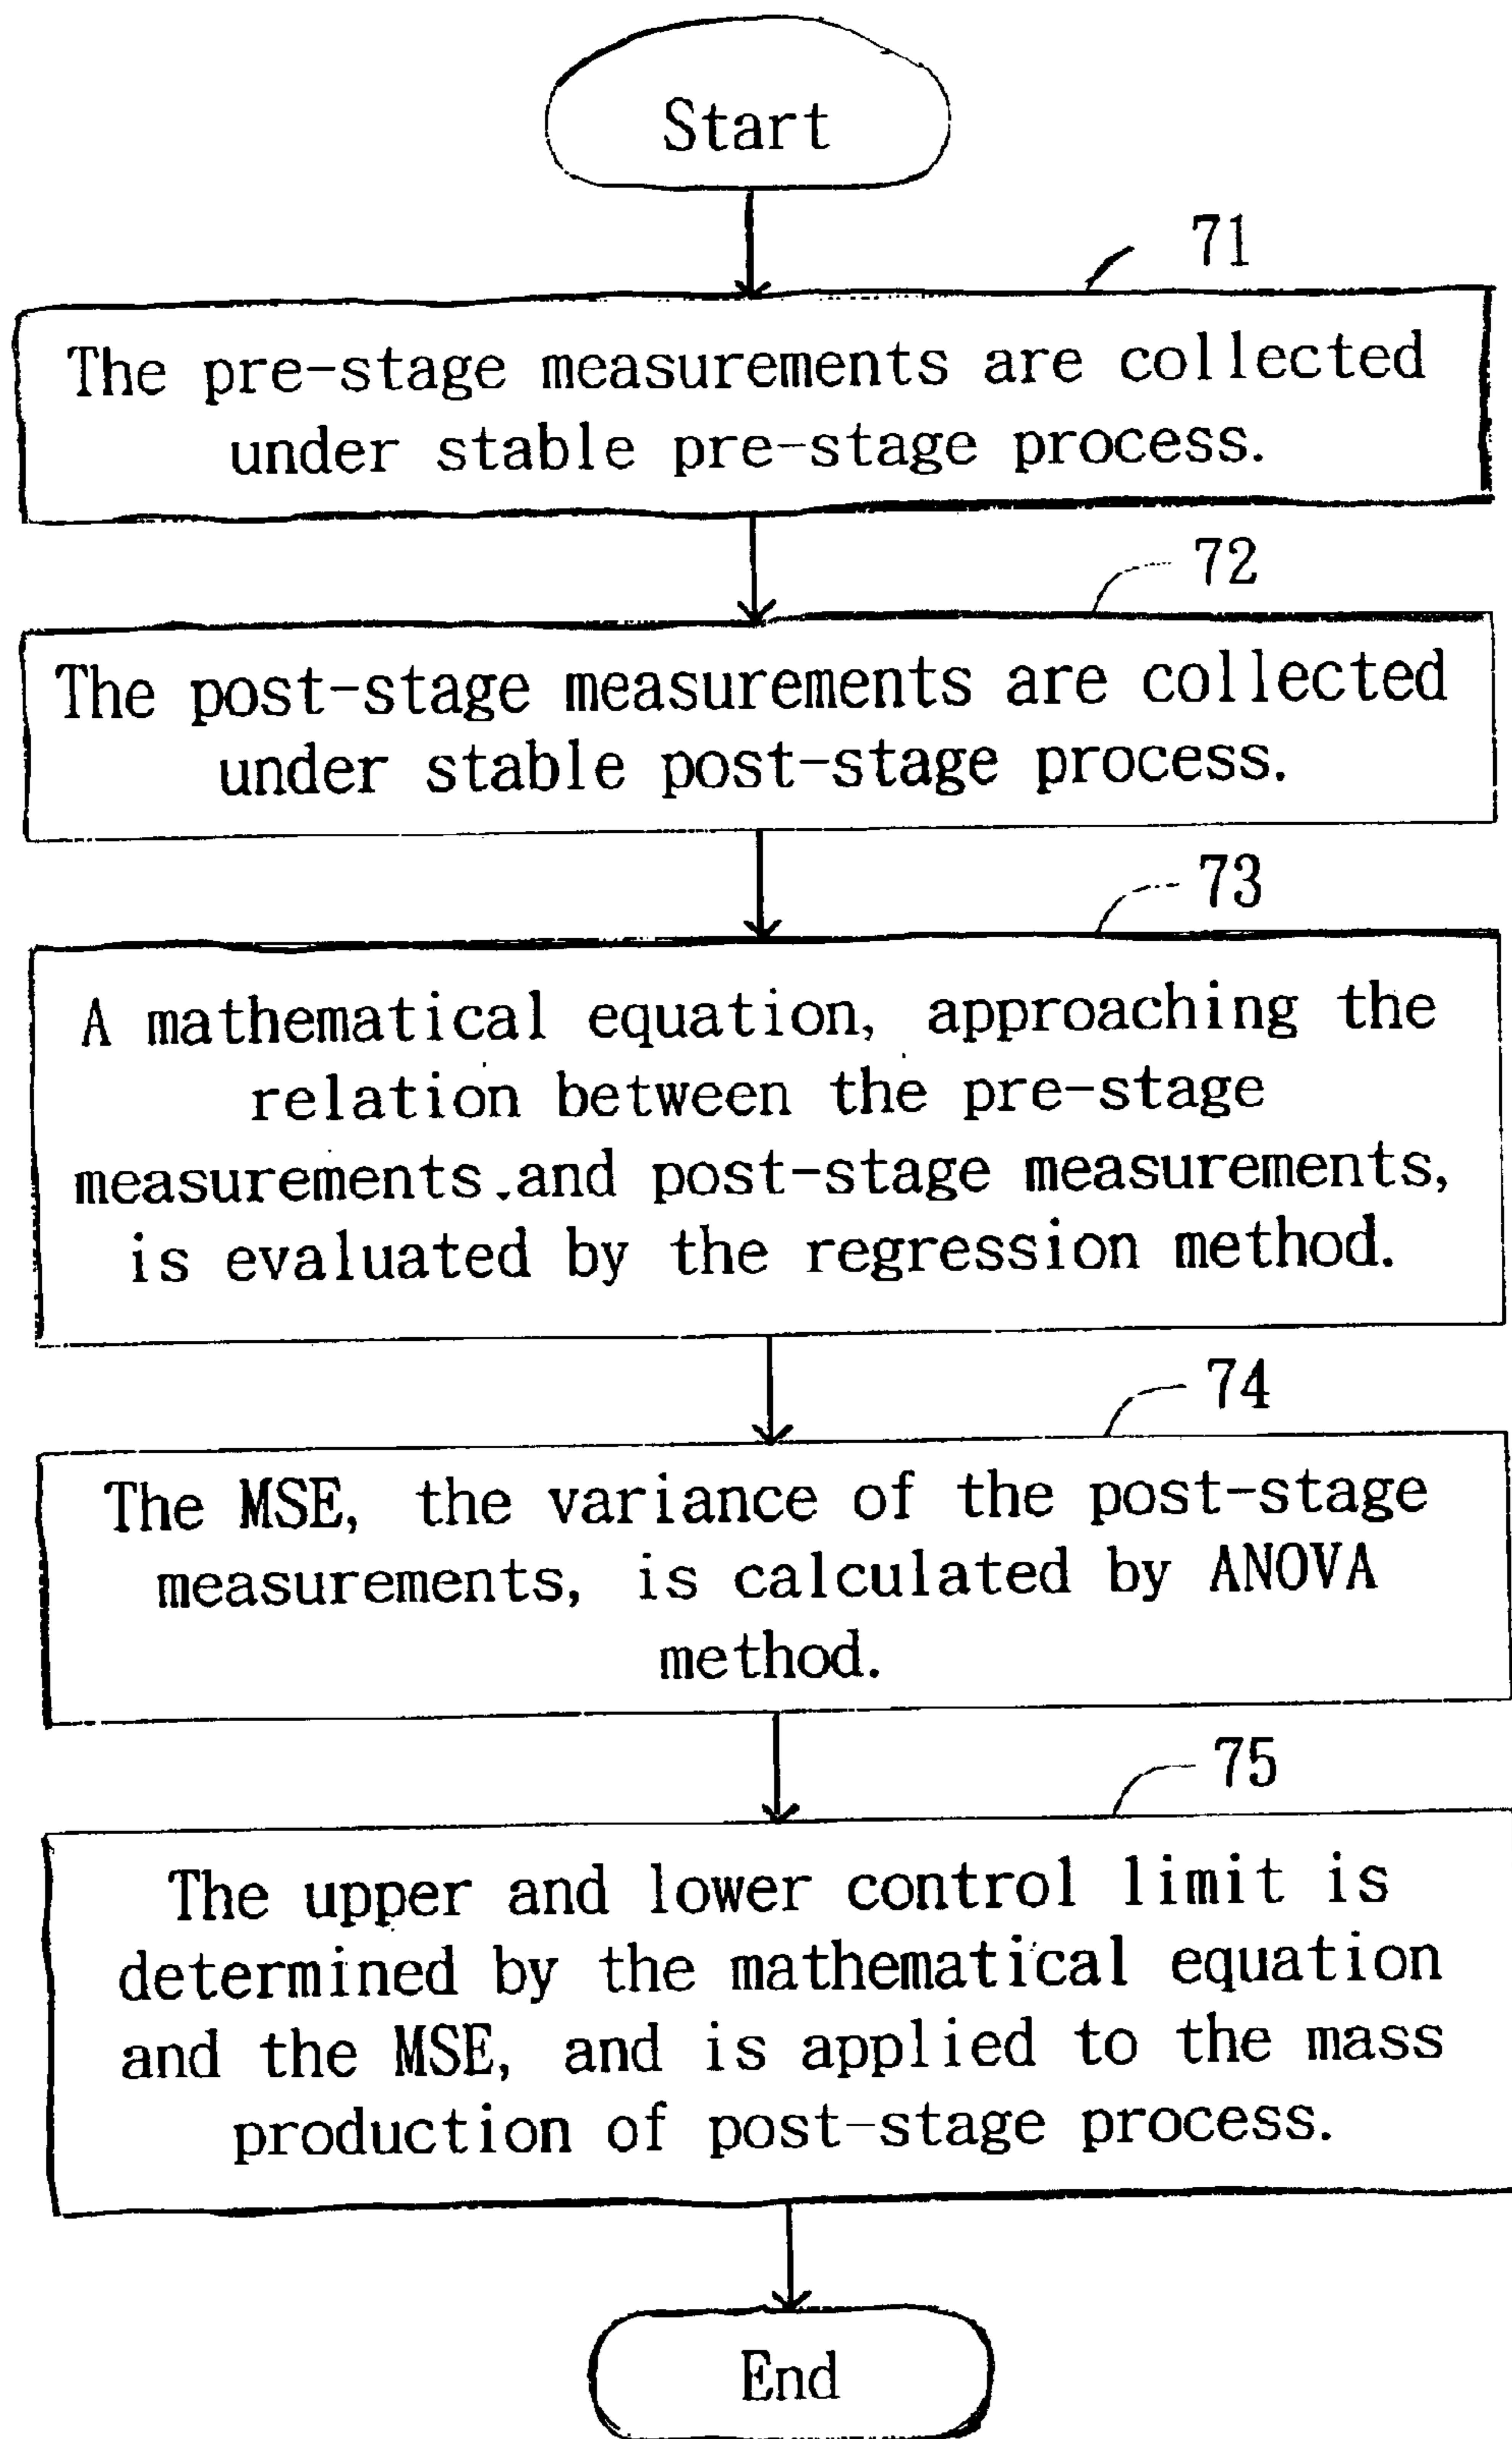 Start
71
The pre-stage measurements are collected
under stable pre-stage process.
72
The post-stage measurements are collected
under stable post-stage process.
73
A mathematical equation, approaching the
relation between the pre-stage
measurements and post-stage measurements,
is evaluated by the regression method.
74
The MSE, the variance of the post-stage
measurements, is calculated by ANOVA
method.
75
The upper and lower control limit is
determined by the mathematical equation
and the MSE, and is applied to the mass
production of post-stage process.
End